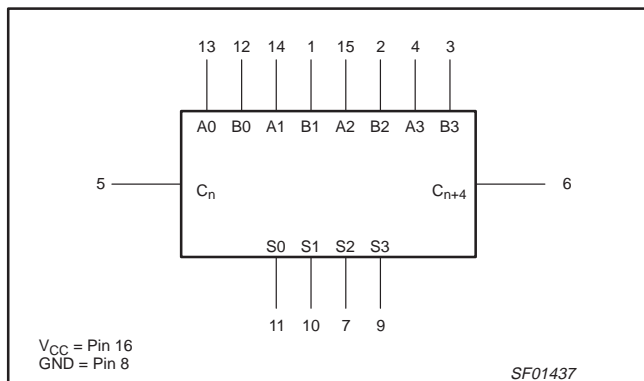 13 12 14 1 15 2 4 3
A0 B0 A1 B1 A2 B2 A3 B3
5 Cn Cn+4 6
S0 S1 S2 S3
11 10 7 9
VCC = Pin 16
GND = Pin 8
SF01437